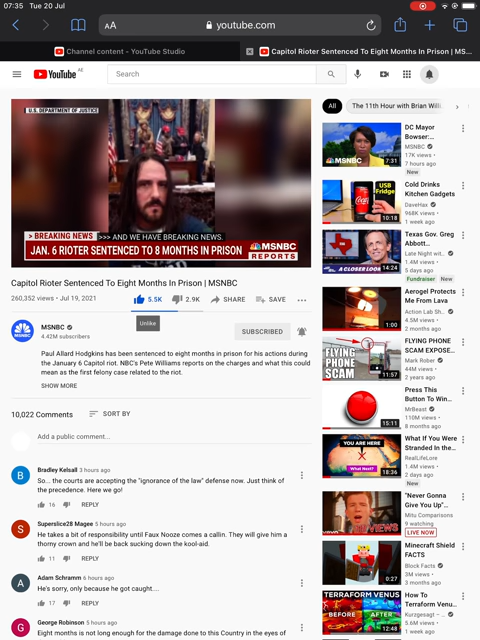 07:35 Tue 20 Jul
AA
youtube.com
Channel content - YouTube Studio
Capitol Rioter Sentenced To Eight Months In Prison | MS...
YouTube AE
Search
U.S. DEPARTMENT OF JUSTICE
> BREAKING NEWS
>>> AND WE HAVE BREAKING NEWS.
JAN. 6 RIOTER SENTENCED TO 8 MONTHS IN PRISON
MSNBC
REPORTS
Capitol Rioter Sentenced To Eight Months In Prison | MSNBC
260,352 views • Jul 19, 2021
5.5K
2.9K
SHARE
SAVE
Unlike
MSNBC
4.42M subscribers
SUBSCRIBED
Paul Allard Hodgkins has been sentenced to eight months in prison for his actions during
the January 6 Capitol riot. NBC's Pete Williams reports on the charges and what this could
mean as the first felony case related to the riot.
SHOW MORE
10,022 Comments
SORT BY
Add a public comment...
B
Bradley Kelsall 3 hours ago
So... the courts are accepting the "ignorance of the law" defense now. Just think of
the precedence. Here we go!
16
REPLY
S
Superslice28 Magee 5 hours ago
He takes a bit of responsibility until Faux Nooze comes a callin. They will give him a
thorny crown and he'll be back sucking down the kool-aid.
11
REPLY
A
Adam Schramm 6 hours ago
He's sorry, only because he got caught....
17
REPLY
G
George Robinson 5 hours ago
Eight months is not long enough for the damage done to this Country in the eyes of
All
The 11th Hour with Brian Willi
MSNBC
7:31
DC Mayor
Bowser:...
MSNBC
17K views •
7 hours ago
New
USB
Fridge
10:18
Cold Drinks
Kitchen Gadgets
DaveHax
968K views •
1 week ago
A CLOSER LOOK
14:24
Texas Gov. Greg
Abbott...
Late Night wit..
1.4M views •
5 days ago
Fundraiser
New
1:00
Aerogel Protects
Me From Lava
Action Lab Sh..
4.5M views •
2 months ago
FLYING
PHONE
SCAM
11:57
FLYING PHONE
SCAM EXPOSE...
Mark Rober
44M views •
2 years ago
15:11
Press This
Button To Win...
MrBeast
110M views •
8 months ago
YOU ARE HERE
What Next?
18:36
What If You Were
Stranded In the...
RealLifeLore
1.4M views •
2 days ago
New
VIEWS
"Never Gonna
Give You Up"...
Mitu Comparisons
9 watching
LIVE NOW
0:27
Minecraft Shield
FACTS
Block Facts
3M views •
3 months ago
TERRAFORM VENUS
BEFORE
AFTER
12:48
How To
Terraform Venu...
Kurzgesagt –
5.6M views •
1 week ago